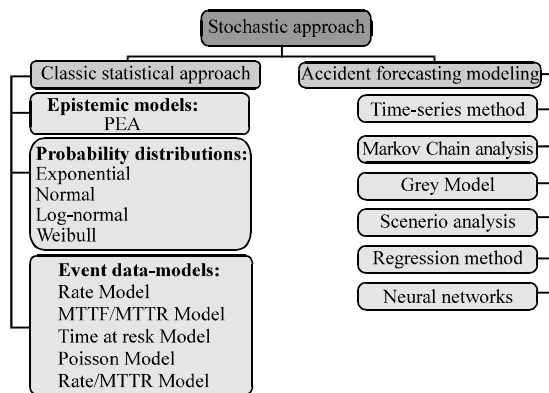 Stochastic approach
Classic statistical approach
Epistemic models:
PEA
Probability distributions:
Exponential
Normal
Log-normal
Weibull
Event data-models:
Rate Model
MTTF/MTTR Model
Time at resk Model
Poisson Model
Rate/MTTR Model
Accident forecasting modeling
Time-series method
Markov Chain analysis
Grey Model
Scenerio analysis
Regression method
Neural networks